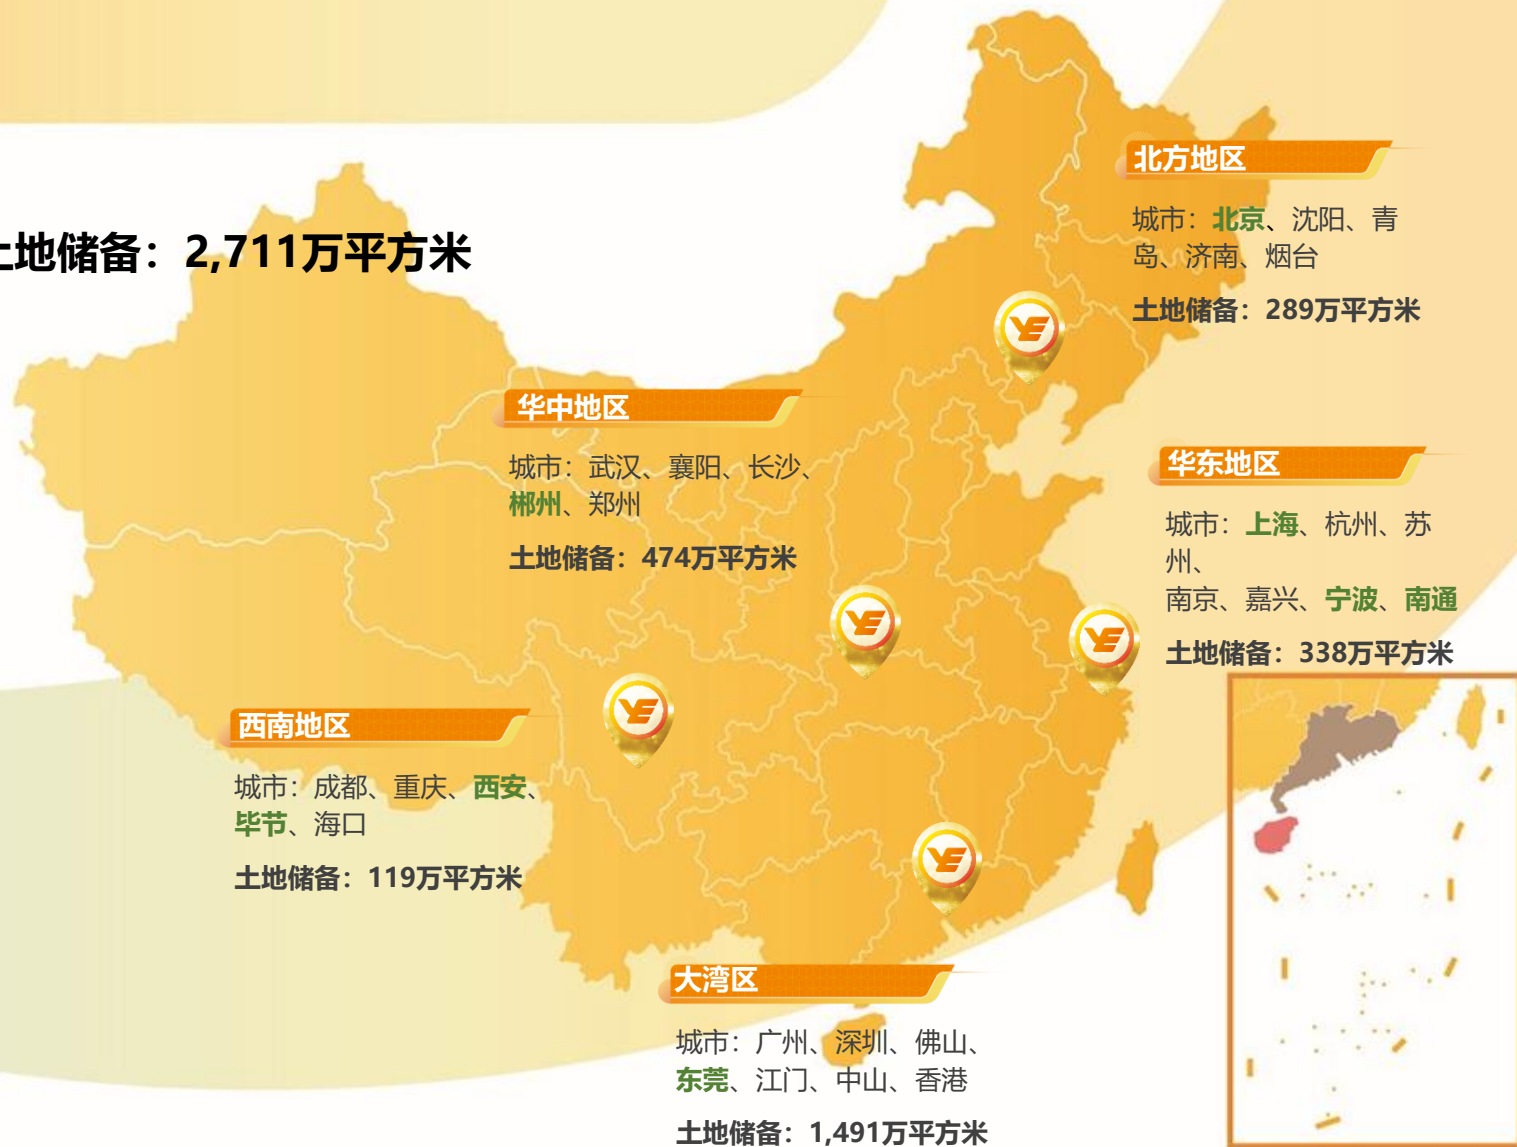 土地储备：2,711万平方米
北方地区
城市：北京、沈阳、青
岛、济南、烟台
土地储备：289万平方米
华中地区
城市：武汉、襄阳、长沙、
郴州、郑州
土地储备：474万平方米
华东地区
城市：上海、杭州、苏
州、
南京、嘉兴、宁波、南通
土地储备：338万平方米
西南地区
城市：成都、重庆、西安、
毕节、海口
土地储备：119万平方米
大湾区
城市：广州、深圳、佛山、
东莞、江门、中山、香港
土地储备：1,491万平方米